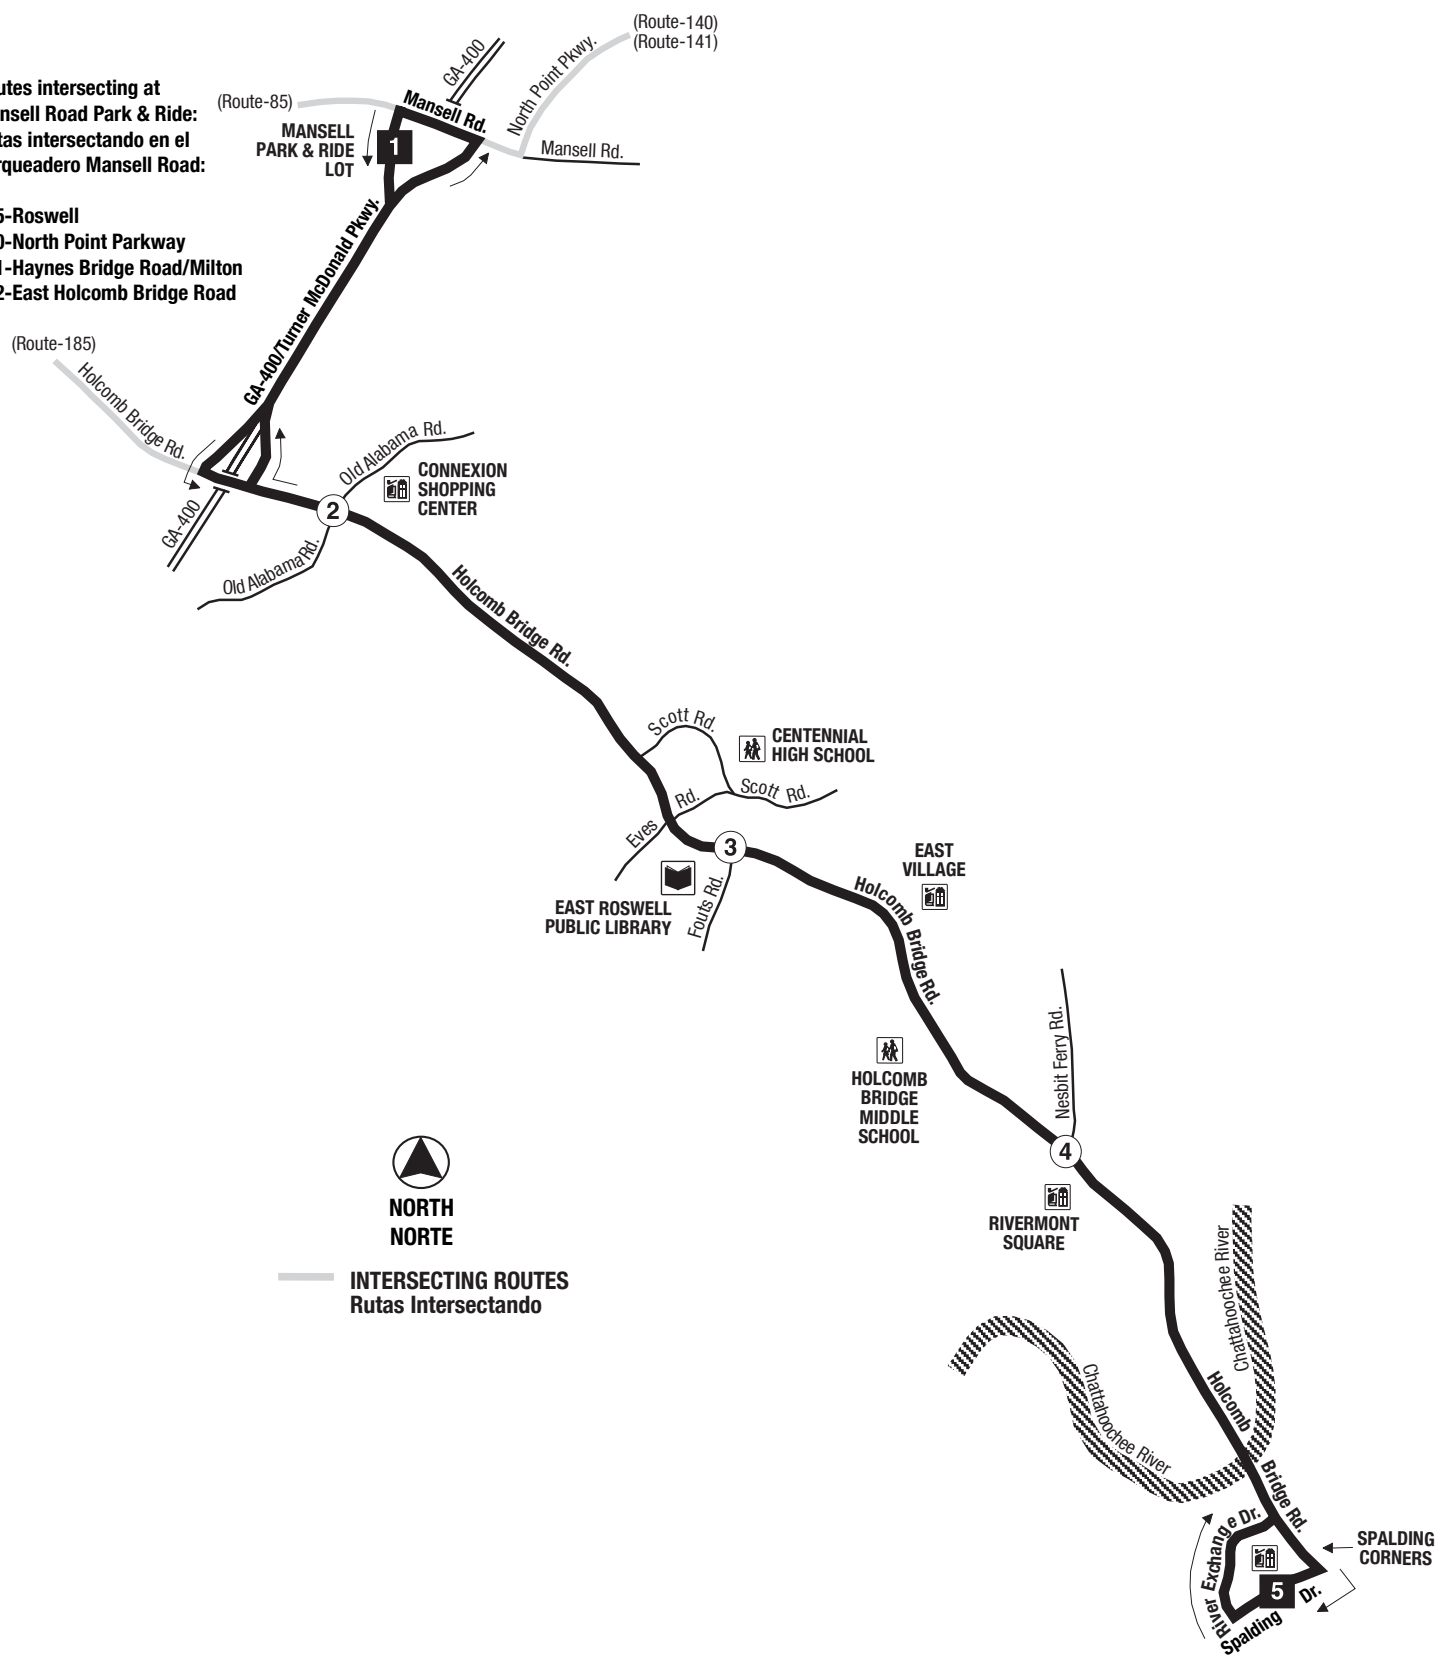 (Route-140)
(Route-141)
GA-400
North Point Pkwy.
utes intersecting at
nsell Road Park & Ride:
tas intersectando en el
rqueadero Mansell Road:
5-Roswell
0-North Point Parkway
1-Haynes Bridge Road/Milton
2-East Holcomb Bridge Road
(Route-85)
Mansell Rd.
MANSELL
PARK & RIDE
LOT
1
Mansell Rd.
GA-400/Turner McDonald Pkwy.
(Route-185)
Holcomb Bridge Rd.
GA-400
Old Alabama Rd.
CONNEXION
SHOPPING
CENTER
2
Old Alabama Rd.
Holcomb Bridge Rd.
Scott Rd.
CENTENNIAL
HIGH SCHOOL
Scott Rd.
Eves Rd.
3
EAST ROSWELL
PUBLIC LIBRARY
Fouts Rd.
EAST
VILLAGE
Holcomb Bridge Rd.
HOLCOMB
BRIDGE
MIDDLE
SCHOOL
Nesbit Ferry Rd.
4
RIVERMONT
SQUARE
NORTH
NORTE
INTERSECTING ROUTES
Rutas Intersectando
Chattahoochee River
Chattahoochee River
Holcomb Bridge Rd.
River Exchange Dr.
SPALDING
CORNERS
5
Spalding Dr.